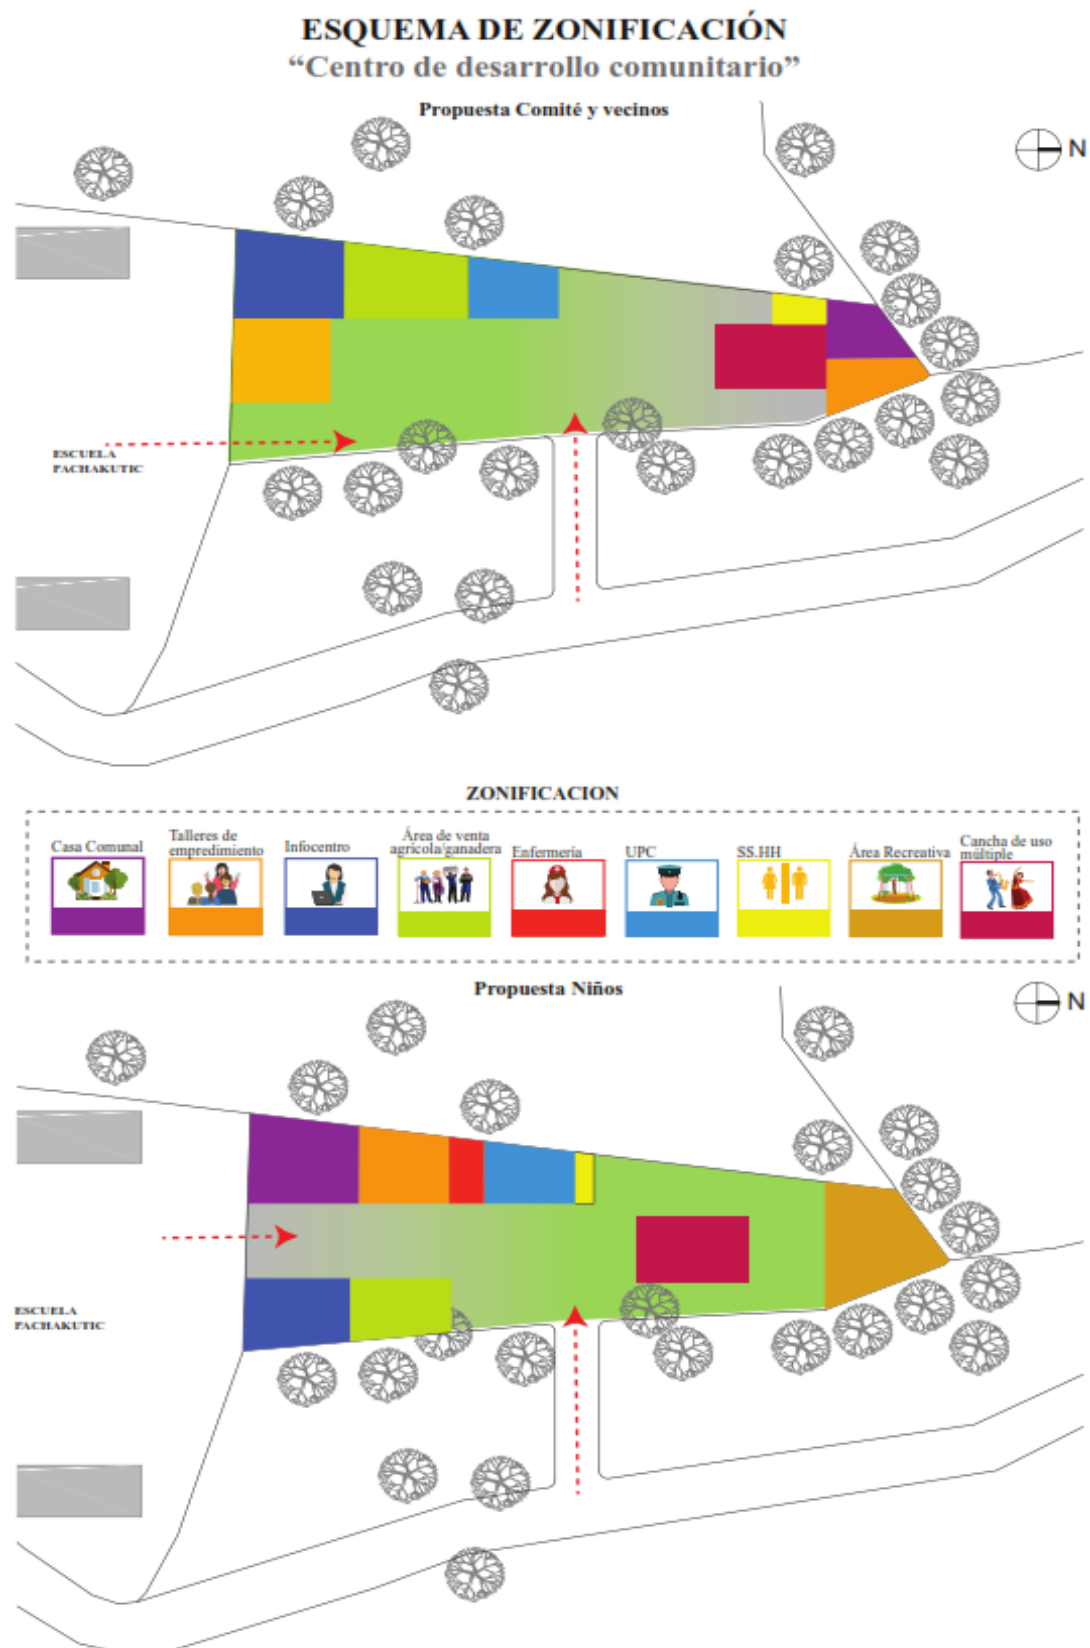 ESQUEMA DE ZONIFICACIÓN
“Centro de desarrollo comunitario”
Propuesta Comité y vecinos
N
ESCUELA
PACHAKUTIC
ZONIFICACION
Casa Comunal
Talleres de
empredimiento
Infocentro
Área de venta
agrícola/ganadera
Enfermería
UPC
SS.HH
Área Recreativa
Cancha de uso
múltiple
Propuesta Niños
N
ESCUELA
PACHAKUTIC